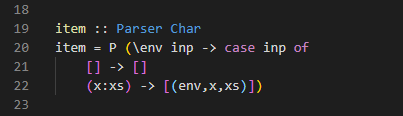 18
19 item :: Parser Char
20 item = P (\env inp -> case inp of
21     [] -> []
22     (x:xs) -> [(env,x,xs)])
23